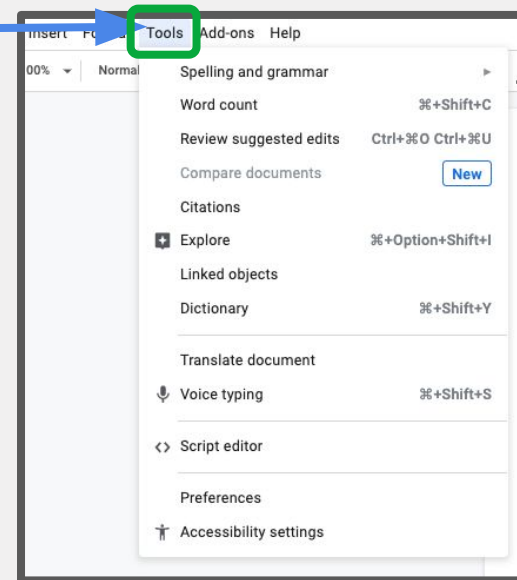 Insert Tools Add-ons Help
00% Normal
Spelling and grammar
Word count ⌘+Shift+C
Review suggested edits Ctrl+⌘O Ctrl+⌘U
Compare documents New
Citations
Explore ⌘+Option+Shift+I
Linked objects
Dictionary ⌘+Shift+Y
Translate document
Voice typing ⌘+Shift+S
Script editor
Preferences
Accessibility settings